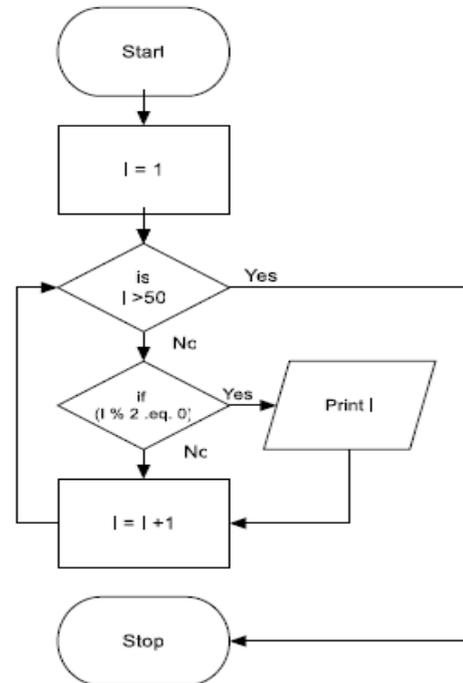 Start
I = 1
is
I >50
Yes
No
if
(I % 2 .eq. 0)
Yes
Print I
No
I = I +1
Stop